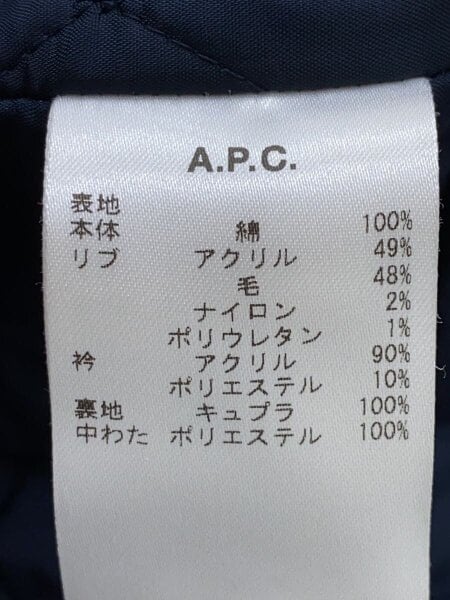 A.P.C.
表地
本体 綿 100%
リブ アクリル 49%
毛 48%
ナイロン 2%
ポリウレタン 1%
衿 アクリル 90%
ポリエステル 10%
裏地 キュプラ 100%
中わた ポリエステル 100%